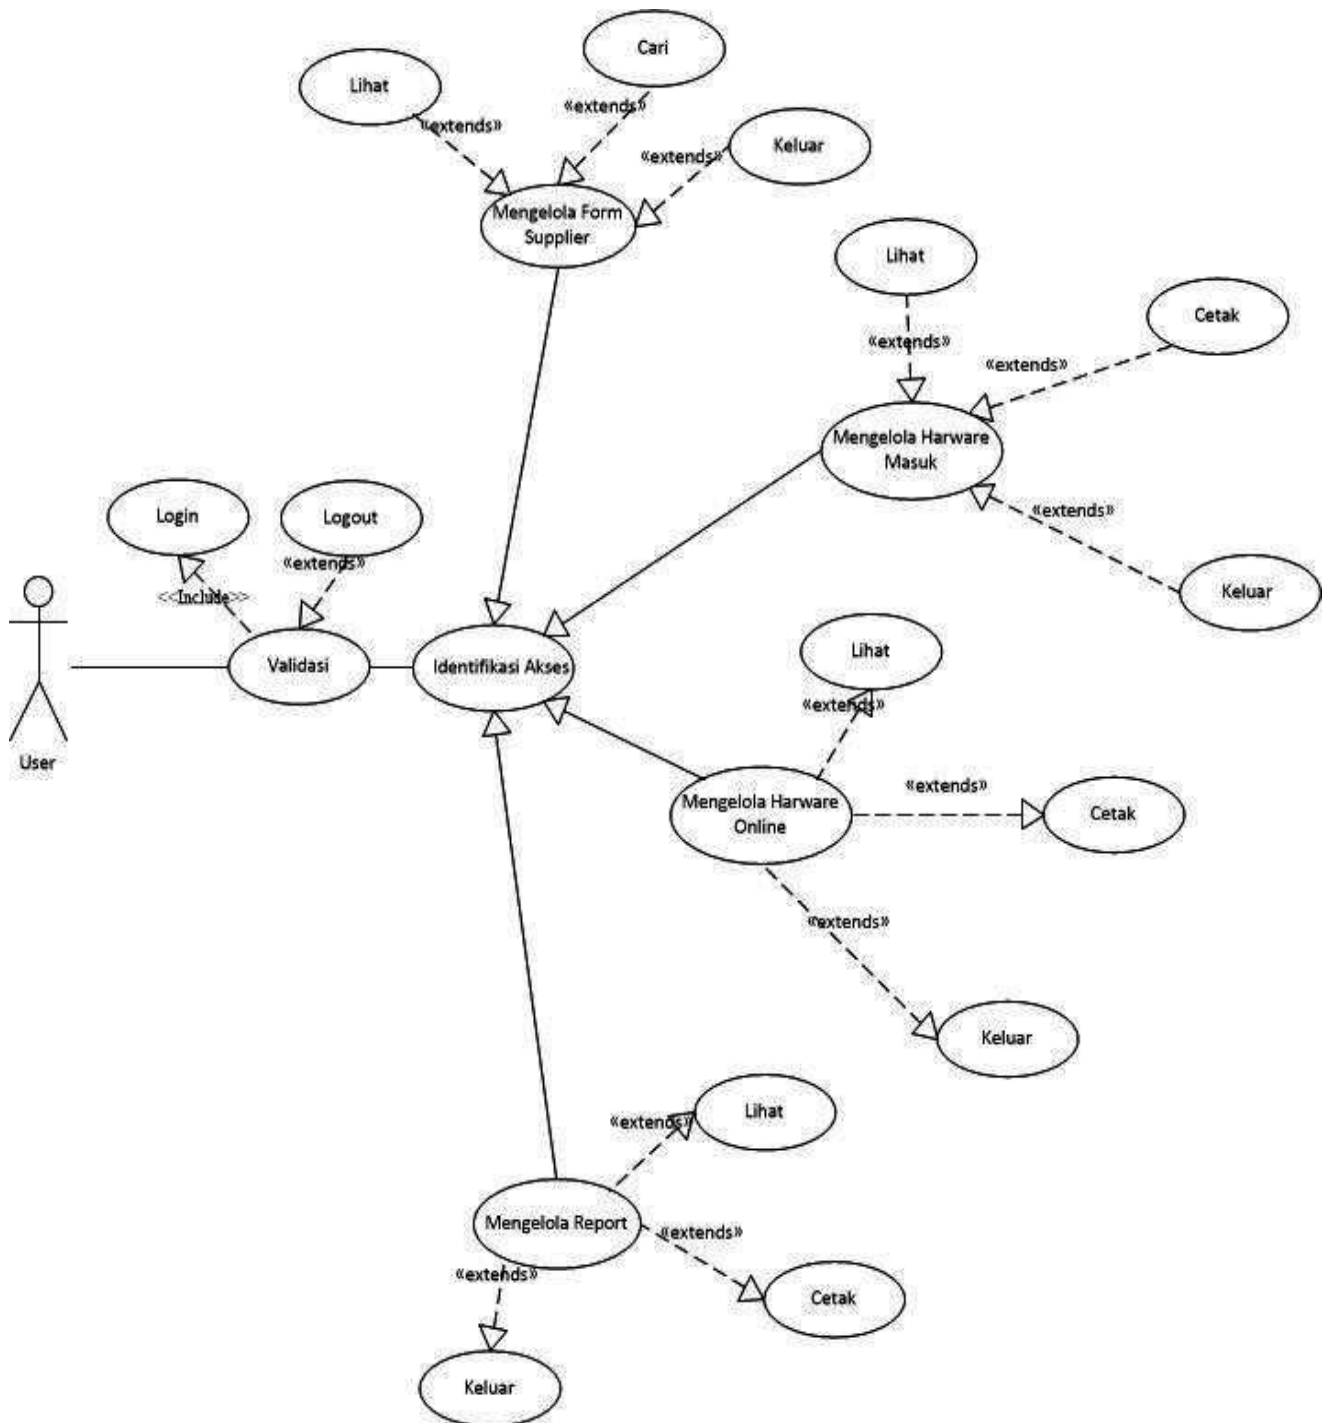 Cari
Lihat
«extends»
«extends»
Keluar
«extends»
Mengelola Form
Supplier
Lihat
Cetak
«extends»
«extends»
Mengelola Harware
Masuk
Login
Logout
«extends»
«extends»
<<Include>>
Keluar
Validasi
Identifikasi Akses
Lihat
«extends»
User
«extends»
Mengelola Harware
Online
Cetak
«extends»
Keluar
Lihat
«extends»
Mengelola Report
«extends»
«extends»
Cetak
Keluar